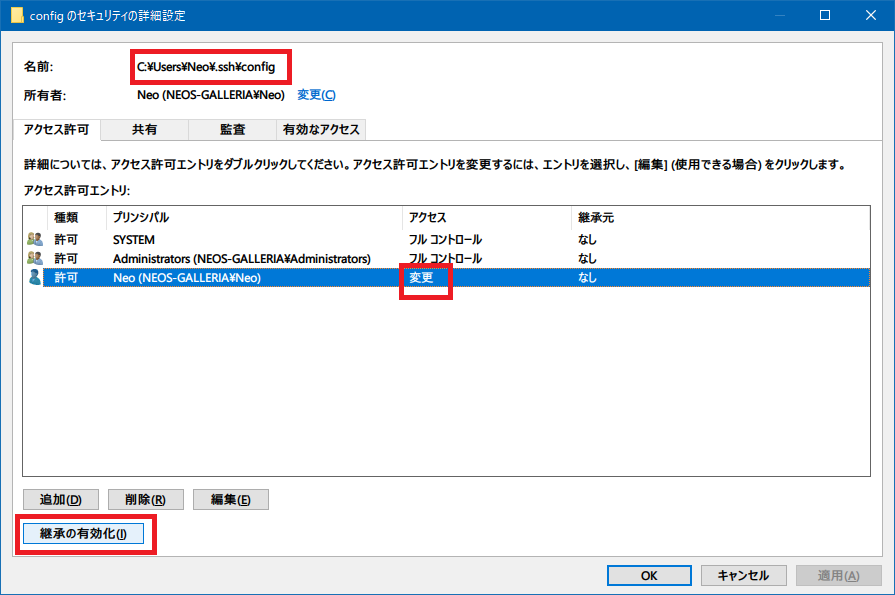 config のセキュリティの詳細設定
名前: C:¥Users¥Neo¥.ssh¥config
所有者: Neo (NEOS-GALLERIA¥Neo) 変更(C)
アクセス許可 共有 監査 有効なアクセス
詳細については、アクセス許可エントリをダブルクリックしてください。アクセス許可エントリを変更するには、エントリを選択し、[編集] (使用できる場合) をクリックします。
アクセス許可エントリ:
種類 プリンシパル アクセス 継承元
許可 SYSTEM フル コントロール なし
許可 Administrators (NEOS-GALLERIA¥Administrators) フル コントロール なし
許可 Neo (NEOS-GALLERIA¥Neo) 変更 なし
追加(D) 削除(R) 編集(E)
継承の有効化(I)
OK キャンセル 適用(A)